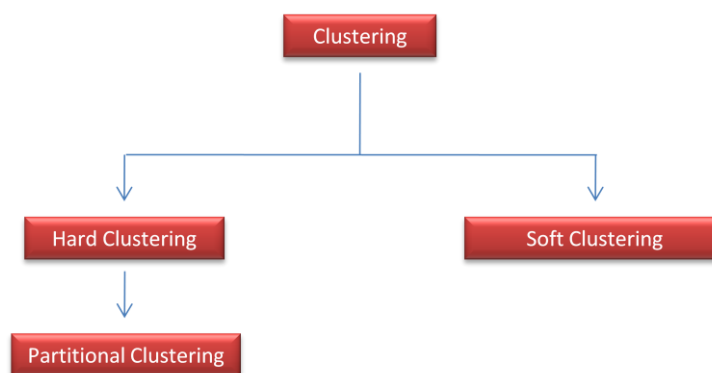 Clustering
Hard Clustering
Soft Clustering
Partitional Clustering